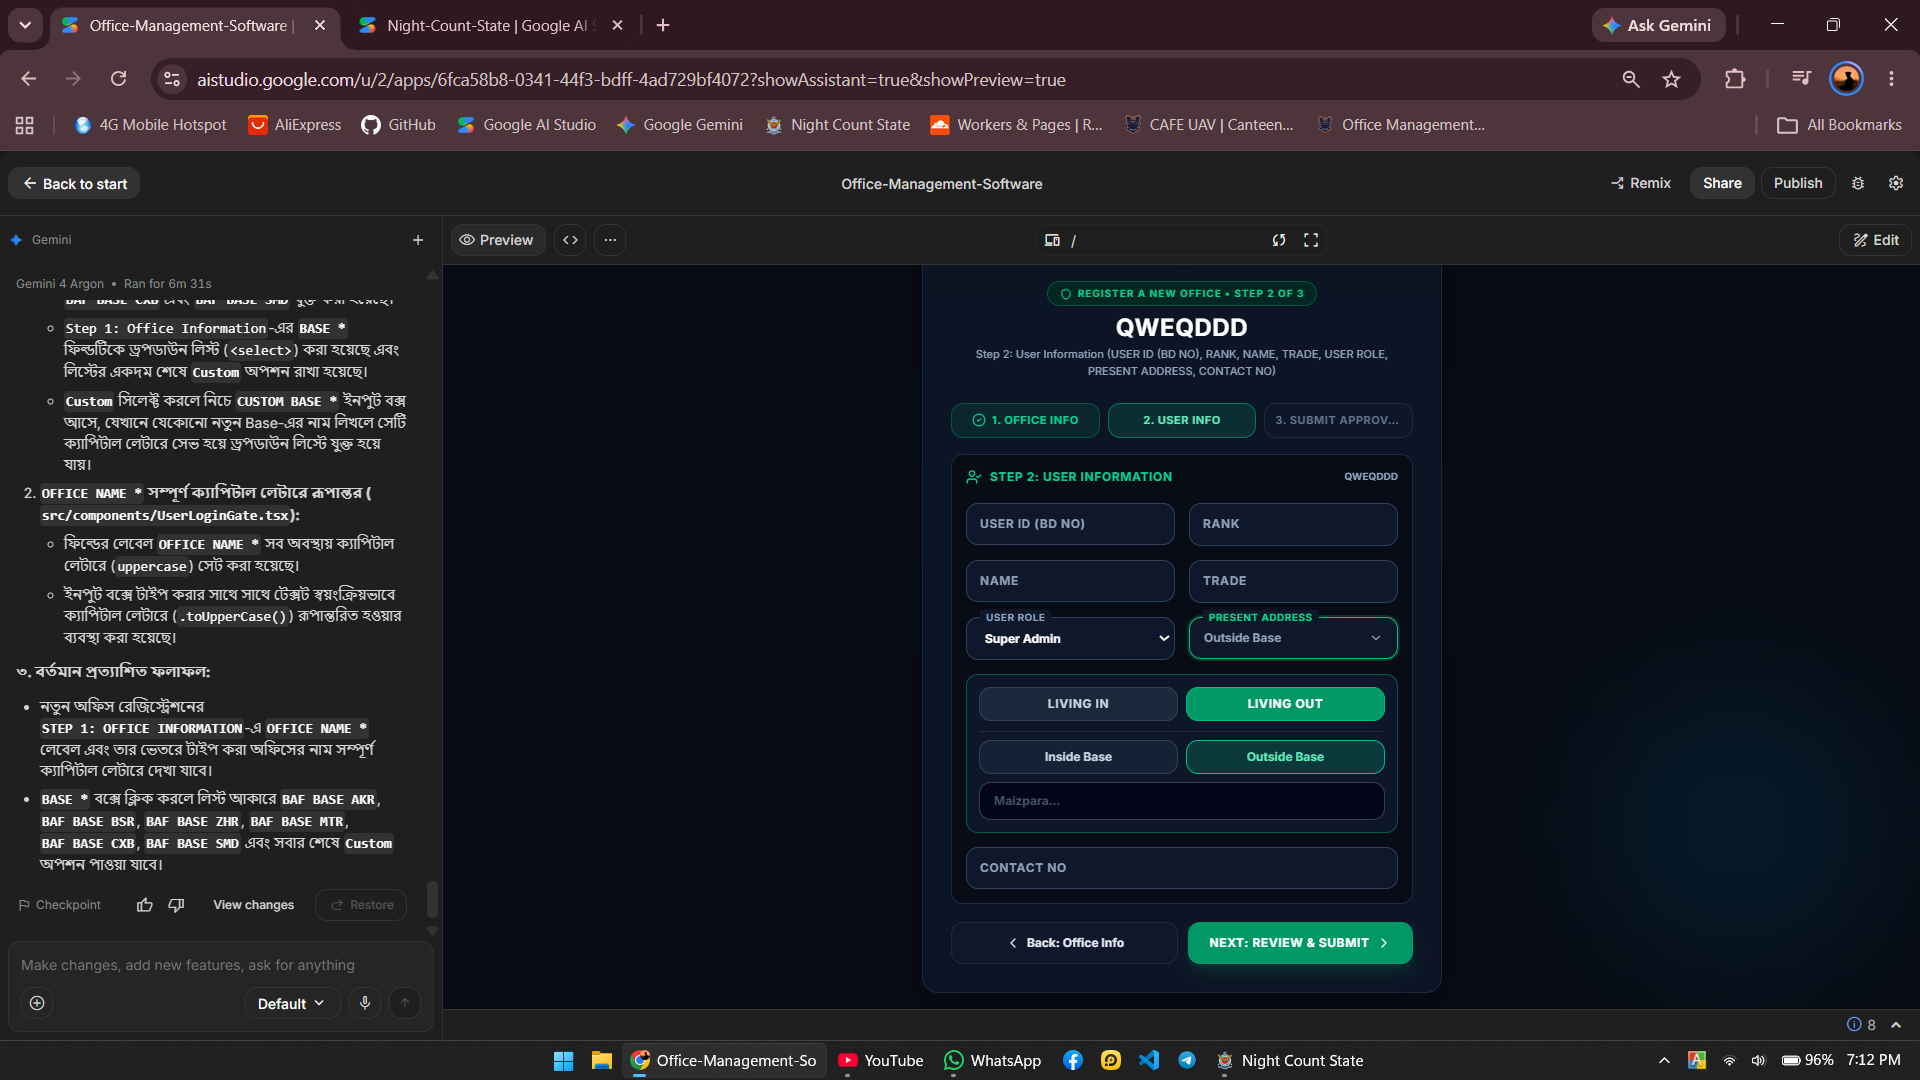 Office-Management-Software |
Night-Count-State | Google AI S
Ask Gemini
aistudio.google.com/u/2/apps/6fca58b8-0341-44f3-bdff-4ad729bf4072?showAssistant=true&showPreview=true
4G Mobile Hotspot
AliExpress
GitHub
Google AI Studio
Google Gemini
Night Count State
Workers & Pages | R...
CAFE UAV | Canteen...
Office Management...
All Bookmarks
Back to start
Office-Management-Software
Remix
Share
Publish
Gemini
Preview
/
Edit
Gemini 4 Argon • Ran for 6m 31s
BAF BASE CXB এবং BAF BASE SMD যুক্ত করা হয়েছে।
Step 1: Office Information-এর BASE *
ফিল্ডটিকে ড্রপডাউন লিস্ট (<select>) করা হয়েছে এবং
লিস্টের একদম শেষে Custom অপশন রাখা হয়েছে।
Custom সিলেক্ট করলে নিচে CUSTOM BASE * ইনপুট বক্স
আসে, যেখানে যেকোনো নতুন Base-এর নাম লিখলে সেটি
ক্যাপিটাল লেটারে সেভ হয়ে ড্রপডাউন লিস্টে যুক্ত হয়ে
যায়।
2. OFFICE NAME * সম্পূর্ণ ক্যাপিটাল লেটারে রূপান্তর (
src/components/UserLoginGate.tsx):
ফিল্ডের লেবেল OFFICE NAME * সব অবস্থায় ক্যাপিটাল
লেটারে (uppercase) সেট করা হয়েছে।
ইনপুট বক্সে টাইপ করার সাথে সাথে টেক্সট স্বয়ংক্রিয়ভাবে
ক্যাপিটাল লেটারে (.toUpperCase()) রূপান্তরিত হওয়ার
ব্যবস্থা করা হয়েছে।
৩. বর্তমান প্রত্যাশিত ফলাফল:
নতুন অফিস রেজিস্ট্রেশনের
STEP 1: OFFICE INFORMATION-এ OFFICE NAME *
লেবেল এবং তার ভেতরে টাইপ করা অফিসের নাম সম্পূর্ণ
ক্যাপিটাল লেটারে দেখা যাবে।
BASE * বক্সে ক্লিক করলে লিস্ট আকারে BAF BASE AKR,
BAF BASE BSR, BAF BASE ZHR, BAF BASE MTR,
BAF BASE CXB, BAF BASE SMD এবং সবার শেষে Custom
অপশন পাওয়া যাবে।
Checkpoint
View changes
Restore
Make changes, add new features, ask for anything
Default
REGISTER A NEW OFFICE • STEP 2 OF 3
QWEQDDD
Step 2: User Information (USER ID (BD NO), RANK, NAME, TRADE, USER ROLE,
PRESENT ADDRESS, CONTACT NO)
1. OFFICE INFO
2. USER INFO
3. SUBMIT APPROV...
STEP 2: USER INFORMATION
QWEQDDD
USER ID (BD NO)
RANK
NAME
TRADE
USER ROLE
Super Admin
PRESENT ADDRESS
Outside Base
LIVING IN
LIVING OUT
Inside Base
Outside Base
Maizpara...
CONTACT NO
Back: Office Info
NEXT: REVIEW & SUBMIT
8
Office-Management-So
YouTube
WhatsApp
Night Count State
96%
7:12 PM